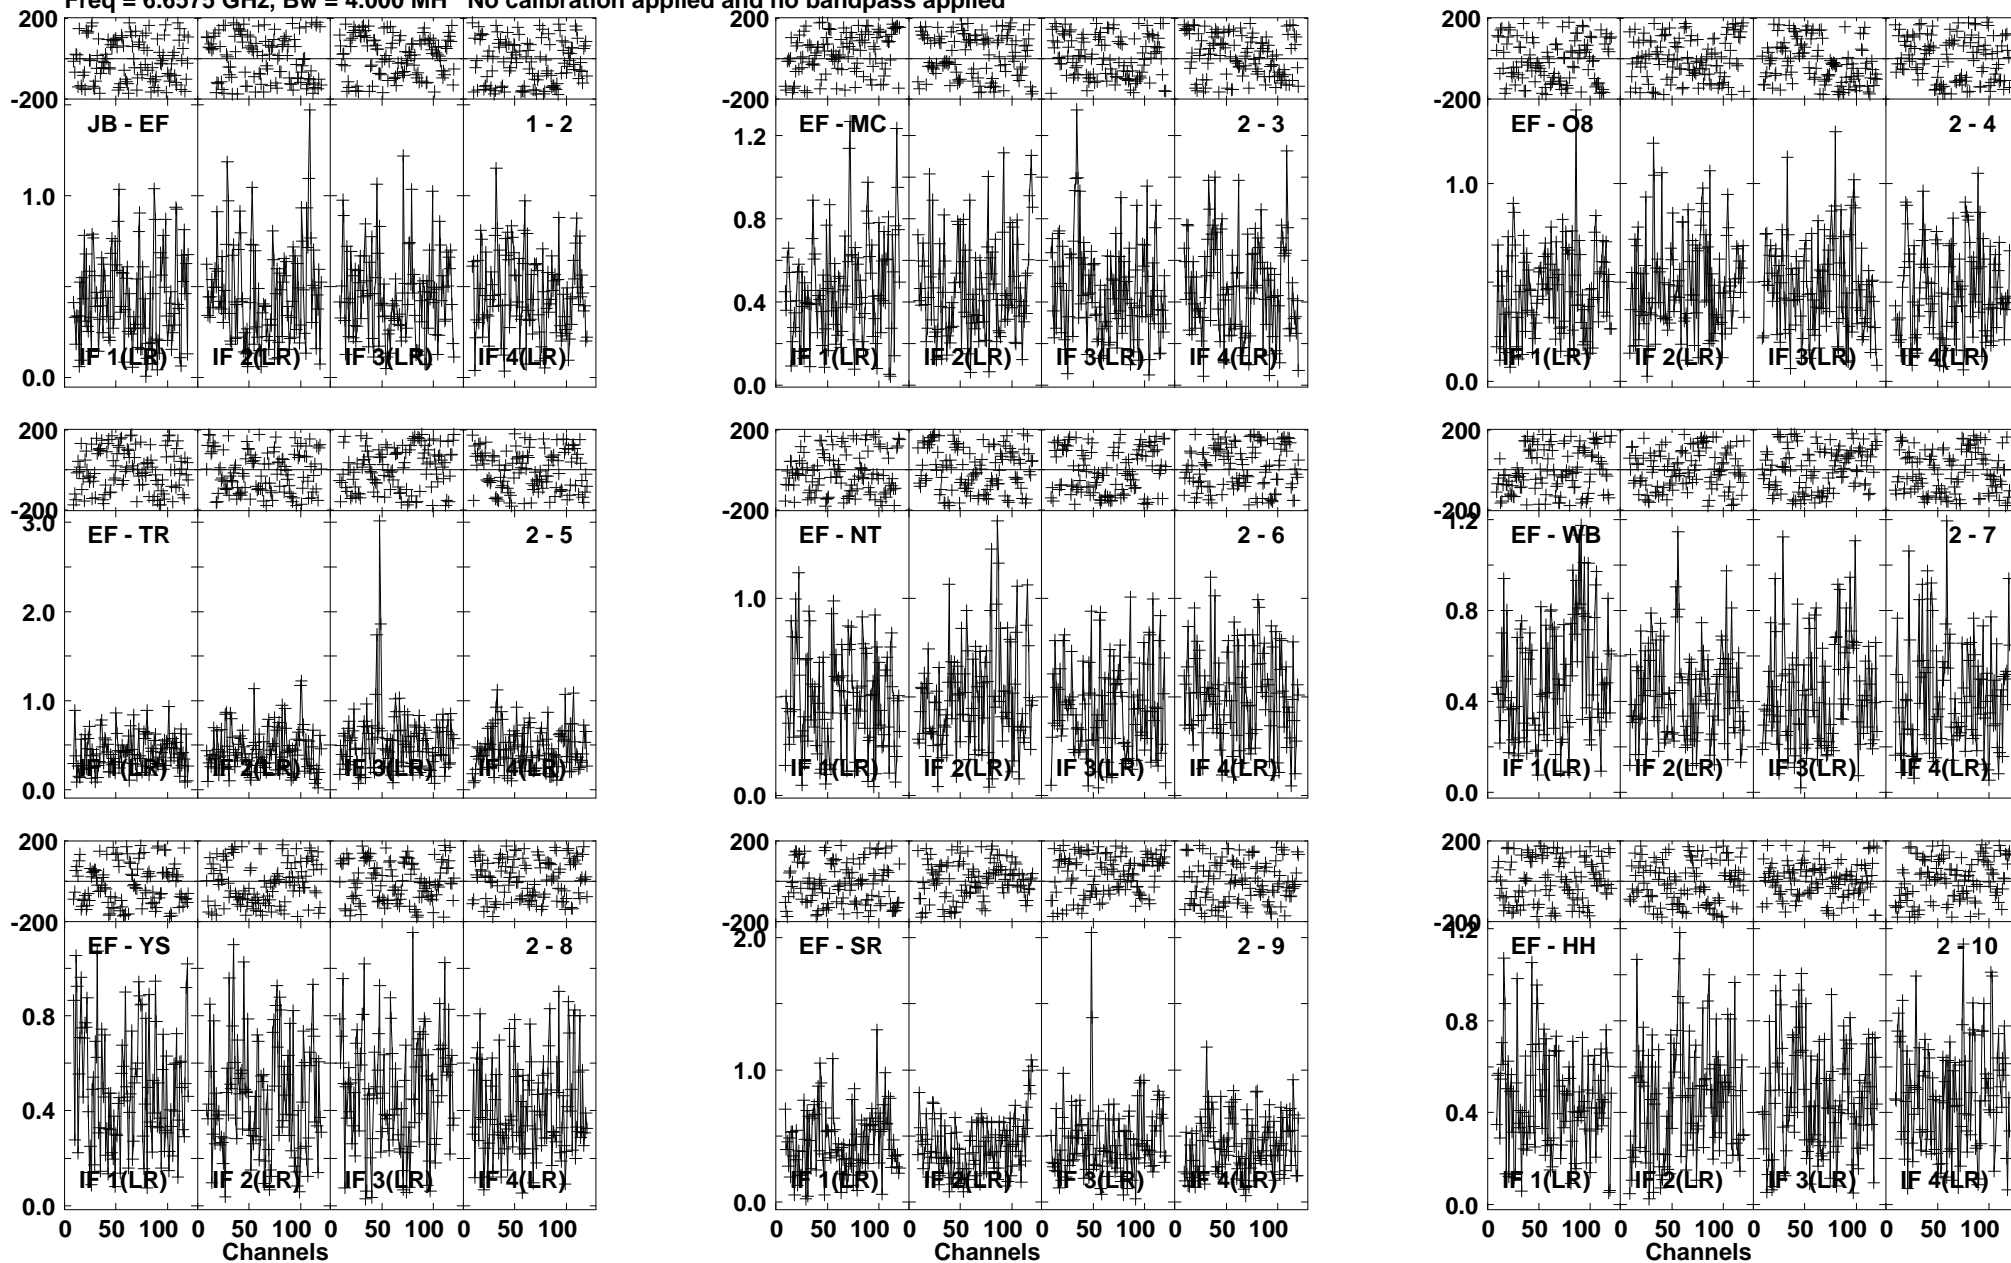 Freq = 6.6575 GHz, Bw = 4.000 MH No calibration applied and no bandpass applied
200
-200
JB - EF 1 - 2
1.0
0.0
IF 1(LR) IF 2(LR) IF 3(LR) IF 4(LR)
200
-200
EF - MC 2 - 3
1.2
0.8
0.4
0.0
IF 1(LR) IF 2(LR) IF 3(LR) IF 4(LR)
200
-200
EF - O8 2 - 4
1.0
0.0
IF 1(LR) IF 2(LR) IF 3(LR) IF 4(LR)
200
-200
3.0
EF - TR 2 - 5
2.0
1.0
0.0
IF 1(LR) IF 2(LR) IF 3(LR) IF 4(LR)
200
-200
EF - NT 2 - 6
1.0
0.0
IF 1(LR) IF 2(LR) IF 3(LR) IF 4(LR)
200
-200
1.2
EF - WB 2 - 7
0.8
0.4
0.0
IF 1(LR) IF 2(LR) IF 3(LR) IF 4(LR)
200
-200
EF - YS 2 - 8
0.8
0.4
0.0
IF 1(LR) IF 2(LR) IF 3(LR) IF 4(LR)
0 50 100 0 50 100 0 50 100 0 50 100
Channels
200
-200
2.0
EF - SR 2 - 9
1.0
0.0
IF 1(LR) IF 2(LR) IF 3(LR) IF 4(LR)
0 50 100 0 50 100 0 50 100 0 50 100
Channels
200
-200
1.2
EF - HH 2 - 10
0.8
0.4
0.0
IF 1(LR) IF 2(LR) IF 3(LR) IF 4(LR)
0 50 100 0 50 100 0 50 100 0 50 100
Channels